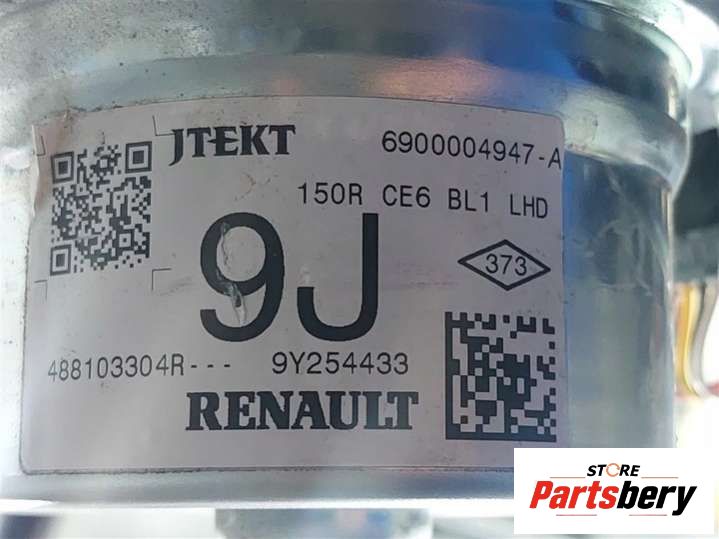 JTEKT 6900004947-A
150R CE6 BL1 LHD
9J
373
488103304R--- 9Y254433
RENAULT
STORE
Partsbery